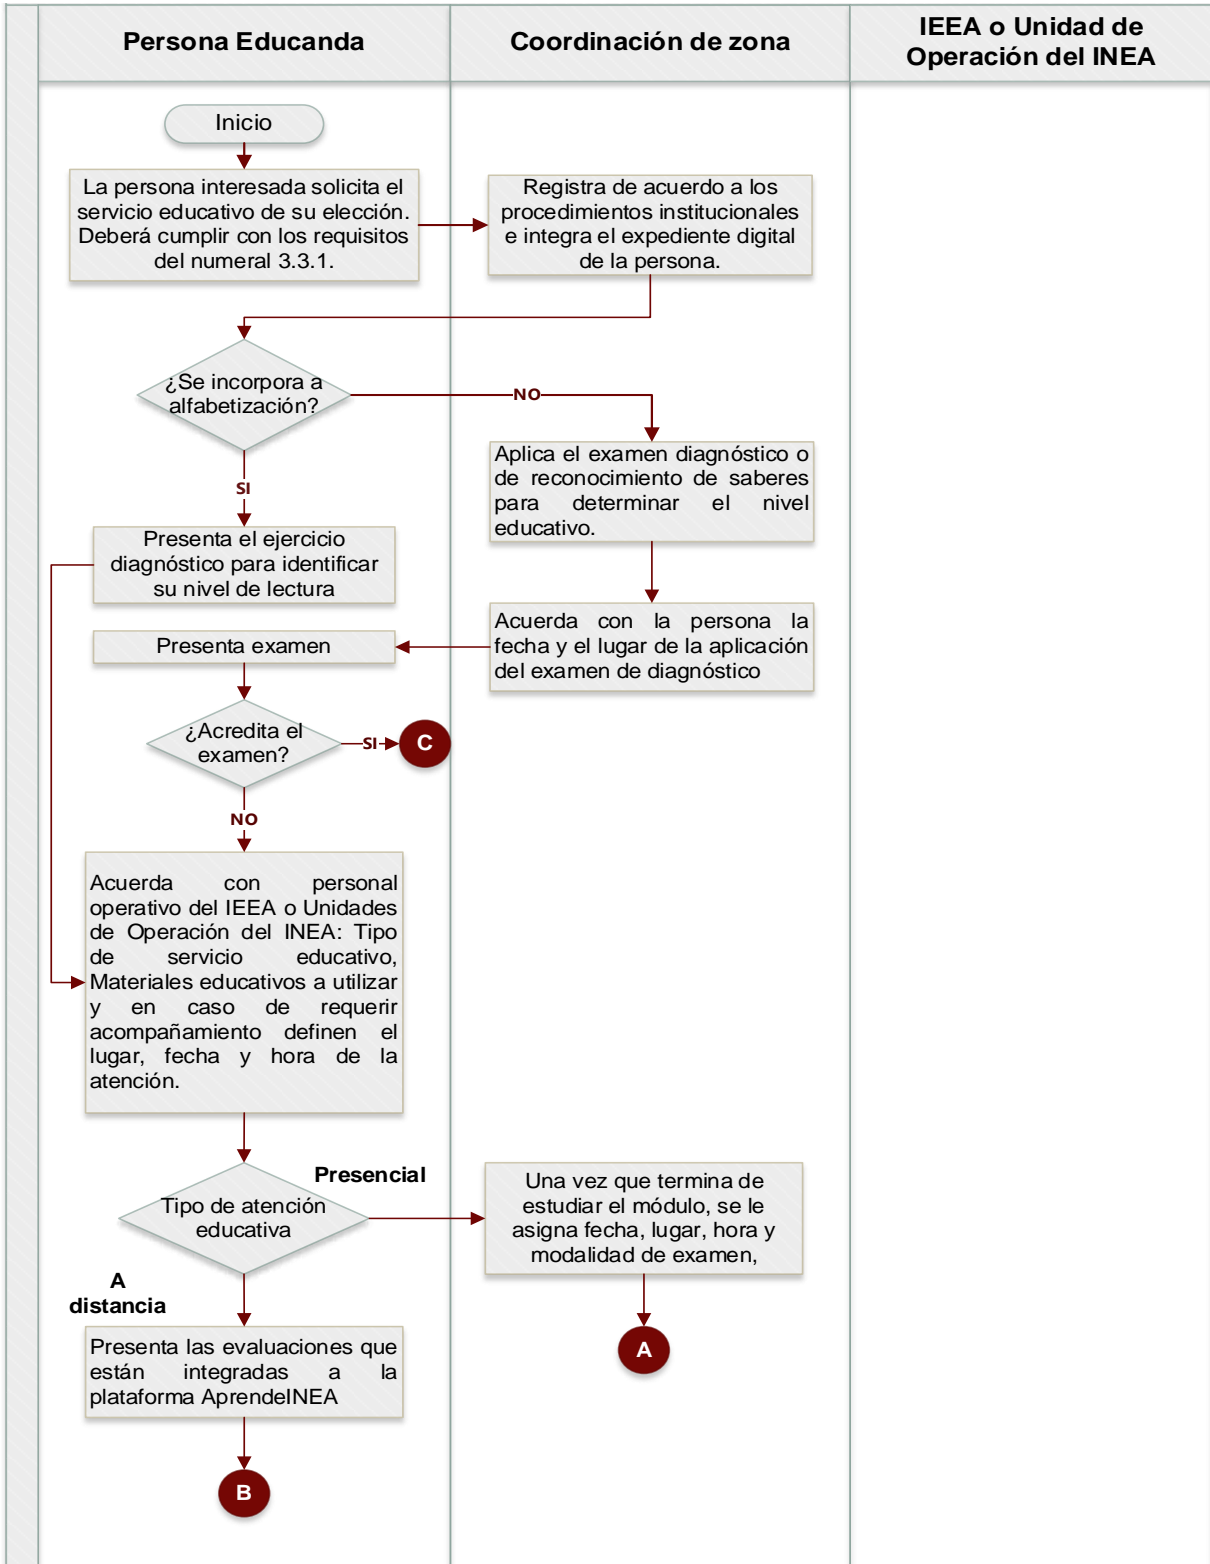 Persona Educanda
Coordinación de zona
IEEA o Unidad de
Operación del INEA
Inicio
La persona interesada solicita el
servicio educativo de su elección.
Deberá cumplir con los requisitos
del numeral 3.3.1.
Registra de acuerdo a los
procedimientos institucionales
e integra el expediente digital
de la persona.
¿Se incorpora a
alfabetización?
NO
SI
Aplica el examen diagnóstico o
de reconocimiento de saberes
para determinar el nivel
educativo.
Presenta el ejercicio
diagnóstico para identificar
su nivel de lectura
Acuerda con la persona la
fecha y el lugar de la aplicación
del examen de diagnóstico
Presenta examen
¿Acredita el
examen?
SI
C
NO
Acuerda con personal
operativo del IEEA o Unidades
de Operación del INEA: Tipo
de servicio educativo,
Materiales educativos a utilizar
y en caso de requerir
acompañamiento definen el
lugar, fecha y hora de la
atención.
Tipo de atención
educativa
Presencial
Una vez que termina de
estudiar el módulo, se le
asigna fecha, lugar, hora y
modalidad de examen,
A
distancia
A
Presenta las evaluaciones que
están integradas a la
plataforma AprendeINEA
B